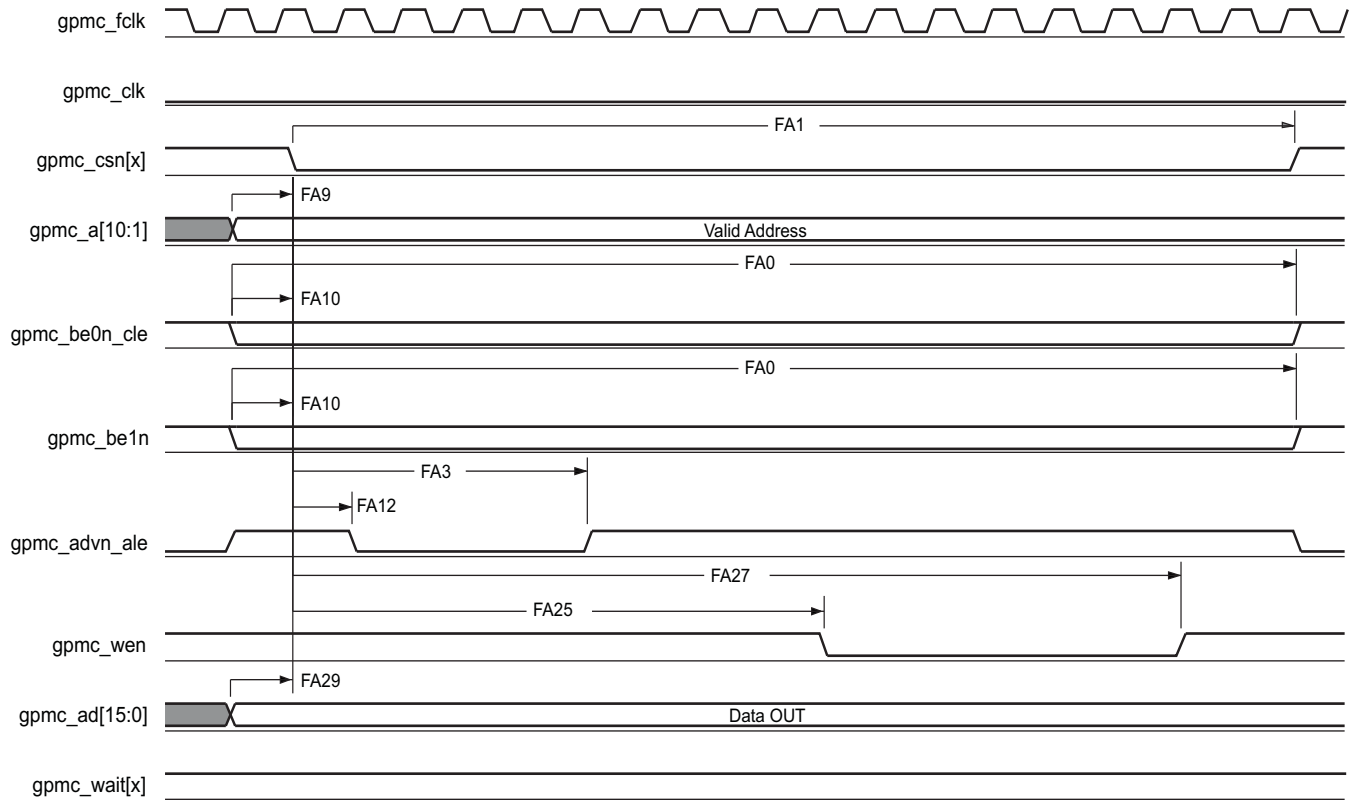 gpmc_fclk
gpmc_clk
FA1
gpmc_csn[x]
FA9
gpmc_a[10:1]
Valid Address
FA0
FA10
gpmc_be0n_cle
FA0
FA10
gpmc_be1n
FA3
FA12
gpmc_advn_ale
FA27
FA25
gpmc_wen
FA29
gpmc_ad[15:0]
Data OUT
gpmc_wait[x]